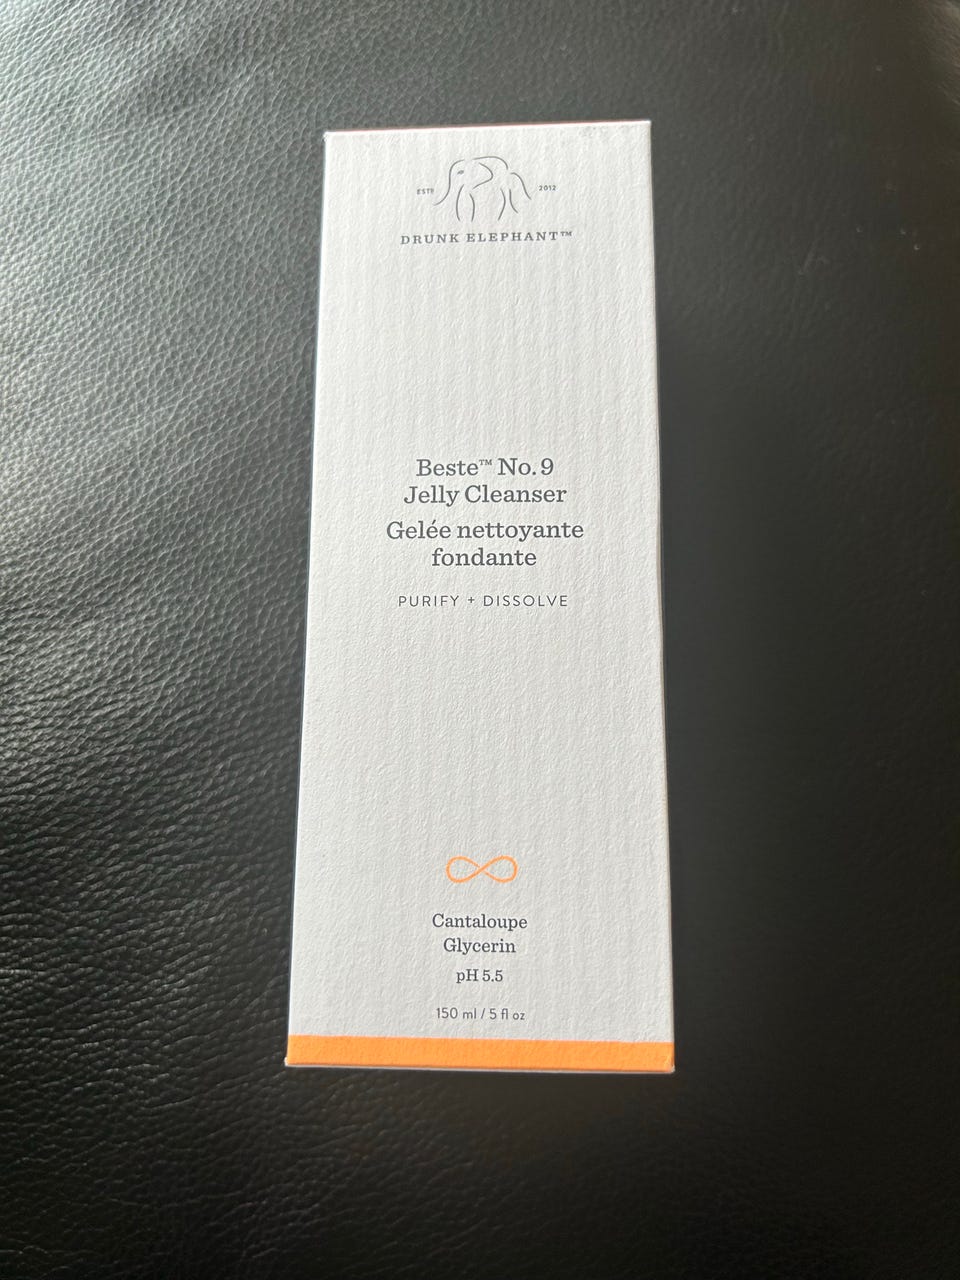 ESTD 2012
DRUNK ELEPHANT™
Beste™ No. 9
Jelly Cleanser
Gelée nettoyante
fondante
PURIFY + DISSOLVE
Cantaloupe
Glycerin
pH 5.5
150 ml / 5 fl oz